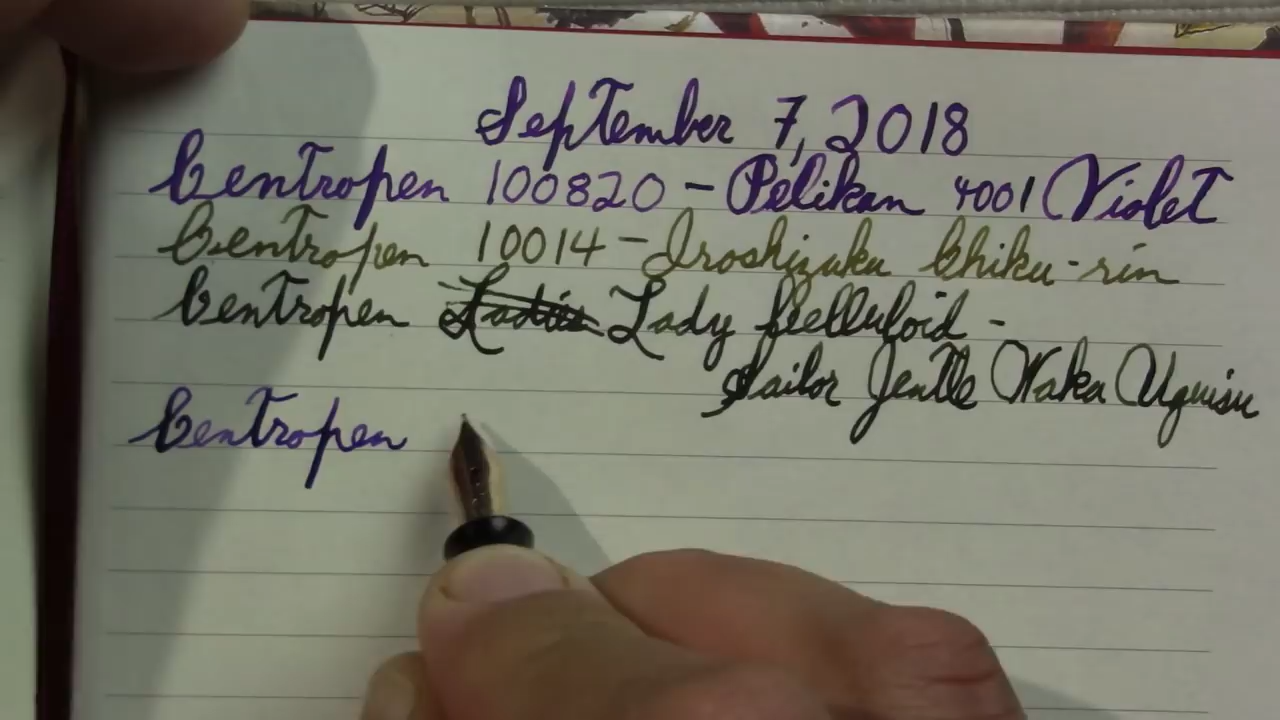 September 7, 2018
Centropen 100820 - Pelikan 4001 Violet
Centropen 10014 - Iroshizuku Chiku-rin
Centropen Lady Celluloid -
Sailor Jentle Waka Uguisu
Centropen